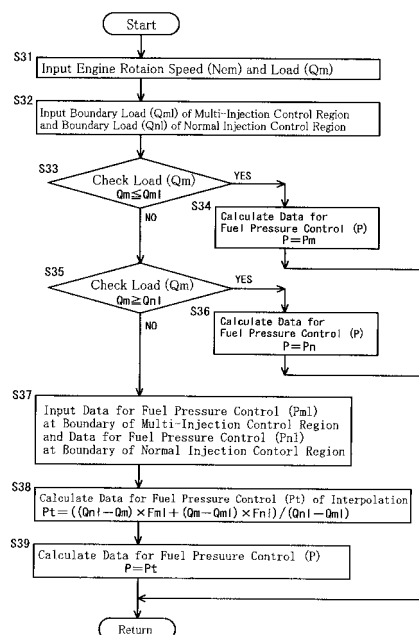 Start
S31
Input Engine Rotaion Speed (Nem) and Load (Qm)
S32
Input Boundary Load (Qml) of Multi-Injection Control Region
and Boundary Load (Qnl) of Normal Injection Control Region
S33
Check Load (Qm)
Qm≦Qml
YES
NO
S34
Calculate Data for
Fuel Pressure Control (P)
P=Pm
S35
Check Load (Qm)
Qm≧Qnl
YES
NO
S36
Calculate Data for
Fuel Pressure Control (P)
P=Pn
S37
Input Data for Fuel Pressure Control (Pml)
at Boundary of Multi-Injection Control Region
and Data for Fuel Pressure Control (Pnl)
at Boundary of Normal Injection Contorl Region
S38
Calculate Data for Fuel Pressure Control (Pt) of Interpolation
Pt=((Qnl-Qm)×Fml+(Qm-Qml)×Fnl)/(Qnl-Qml)
S39
Calculate Data for Fuel Presuure Control (P)
P=Pt
Return